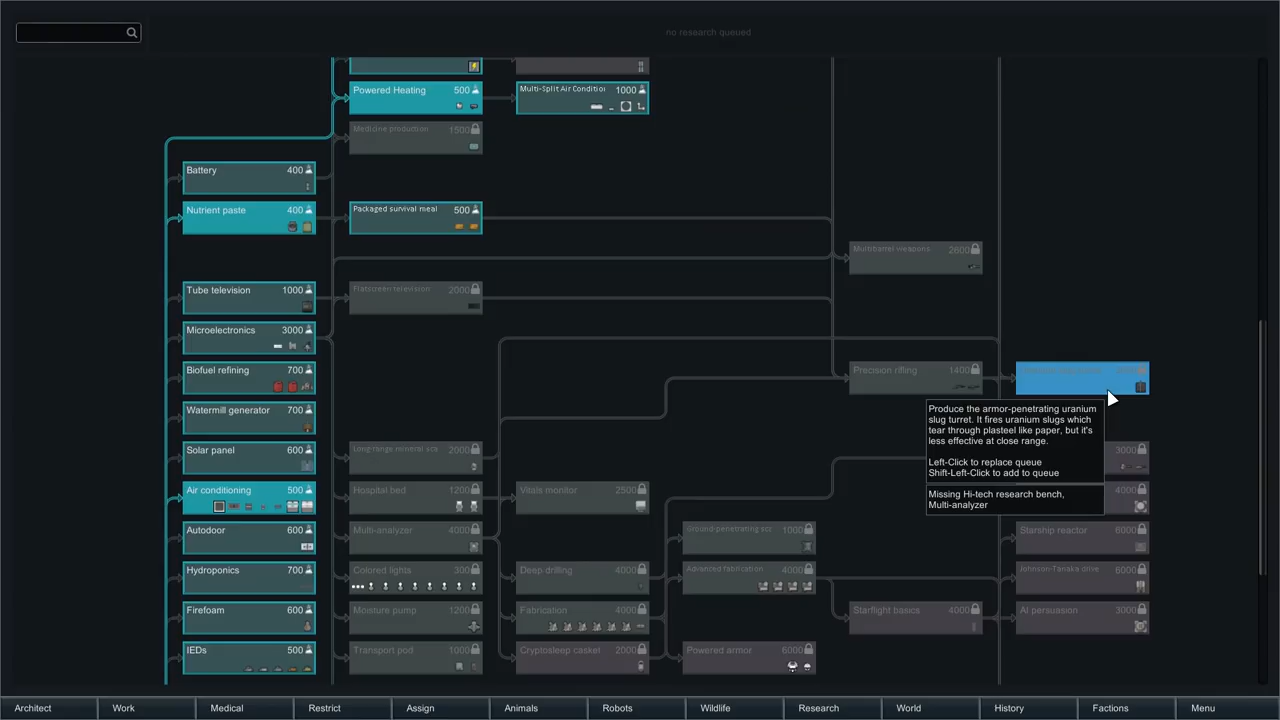 no research queued
Powered Heating 500
Multi-Split Air Conditio 1000
Medicine production 1500
Battery 400
Nutrient paste 400
Packaged survival meal 500
Multibarrel weapons 2600
Tube television 1000
Flatscreen television 2000
Microelectronics 3000
Biofuel refining 700
Precision rifling 1400
Watermill generator 700
Produce the armor-penetrating uranium
slug turret. It fires uranium slugs which
tear through plasteel like paper, but it's
less effective at close range.
Left-Click to replace queue
Shift-Left-Click to add to queue
Missing Hi-tech research bench,
Multi-analyzer
Solar panel 600
Long-range mineral sca 2000
3000
Air conditioning 500
Hospital bed 1200
Vitals monitor 2500
4000
Autodoor 600
Multi-analyzer 4000
Ground-penetrating sca 1000
Starship reactor 6000
Hydroponics 700
Colored lights 300
Deep-drilling 4000
Advanced fabrication 4000
Johnson-Tanaka drive 6000
Firefoam 600
Moisture pump 1200
Fabrication 4000
Starflight basics 4000
AI persuasion 3000
IEDs 500
Transport pod 1000
Cryptosleep casket 2000
Powered armor 6000
Architect Work Medical Restrict Assign Animals Robots Wildlife Research World History Factions Menu